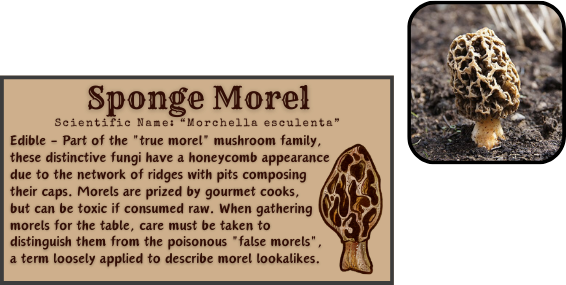 Sponge Morel
Scientific Name: "Morchella esculenta"
Edible - Part of the "true morel" mushroom family,
these distinctive fungi have a honeycomb appearance
due to the network of ridges with pits composing
their caps. Morels are prized by gourmet cooks,
but can be toxic if consumed raw. When gathering
morels for the table, care must be taken to
distinguish them from the poisonous "false morels",
a term loosely applied to describe morel lookalikes.